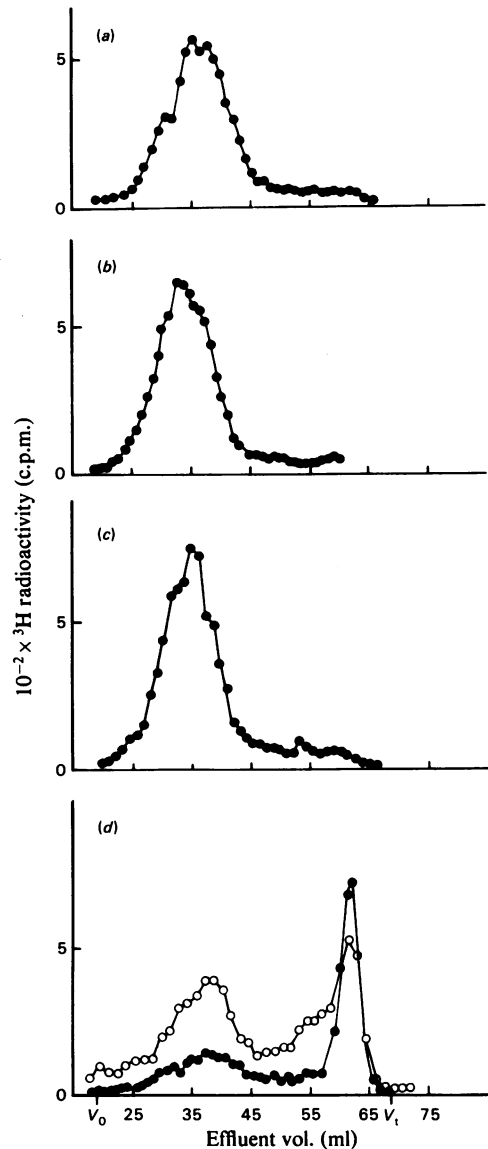 (a)
5
0
(b)
5
0
(c)
5
0
(d)
5
0
10⁻² × ³H radioactivity (c.p.m.)
V₀ 25 35 45 55 65 Vₜ 75
Effluent vol. (ml)